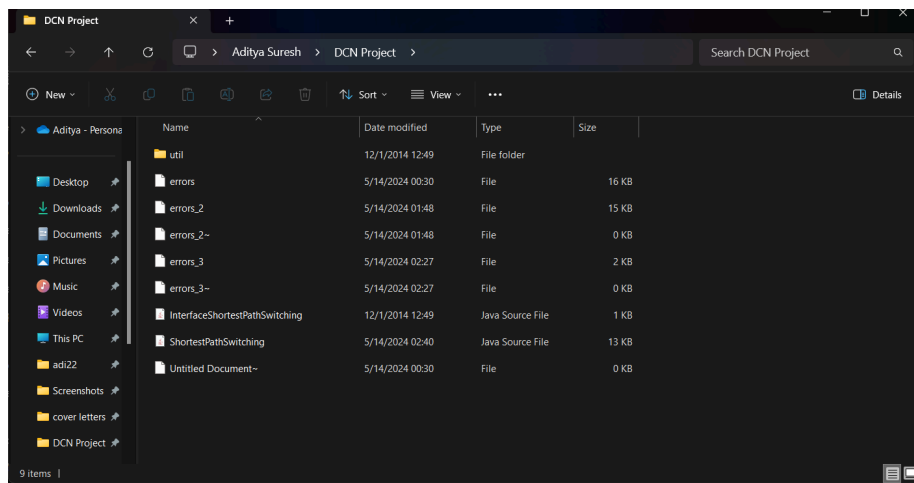 DCN Project
Aditya Suresh > DCN Project >
Search DCN Project
New
Sort
View
Details
Aditya - Persona
Name Date modified Type Size
util 12/1/2014 12:49 File folder
Desktop
errors 5/14/2024 00:30 File 16 KB
Downloads
errors_2 5/14/2024 01:48 File 15 KB
Documents
errors_2~ 5/14/2024 01:48 File 0 KB
Pictures
errors_3 5/14/2024 02:27 File 2 KB
Music
errors_3~ 5/14/2024 02:27 File 0 KB
Videos
InterfaceShortestPathSwitching 12/1/2014 12:49 Java Source File 1 KB
This PC
ShortestPathSwitching 5/14/2024 02:40 Java Source File 13 KB
adi22
Untitled Document~ 5/14/2024 00:30 File 0 KB
Screenshots
cover letters
DCN Project
9 items